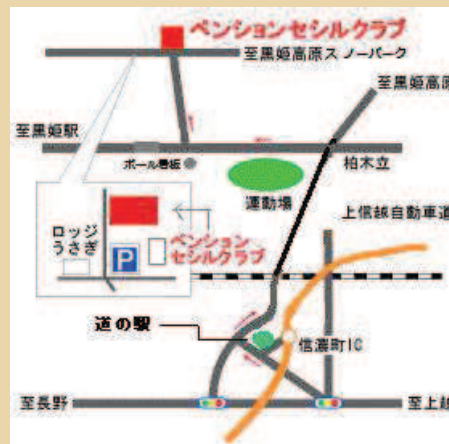 ペンションセシルクラブ
至黒姫高原スノーパーク
至黒姫高原
至黒姫駅
ポール看板
柏木立
運動場
上信越自動車道
ロッジ
うさぎ
P
ペンション
セシルクラブ
道の駅
信濃町IC
至長野
至上越